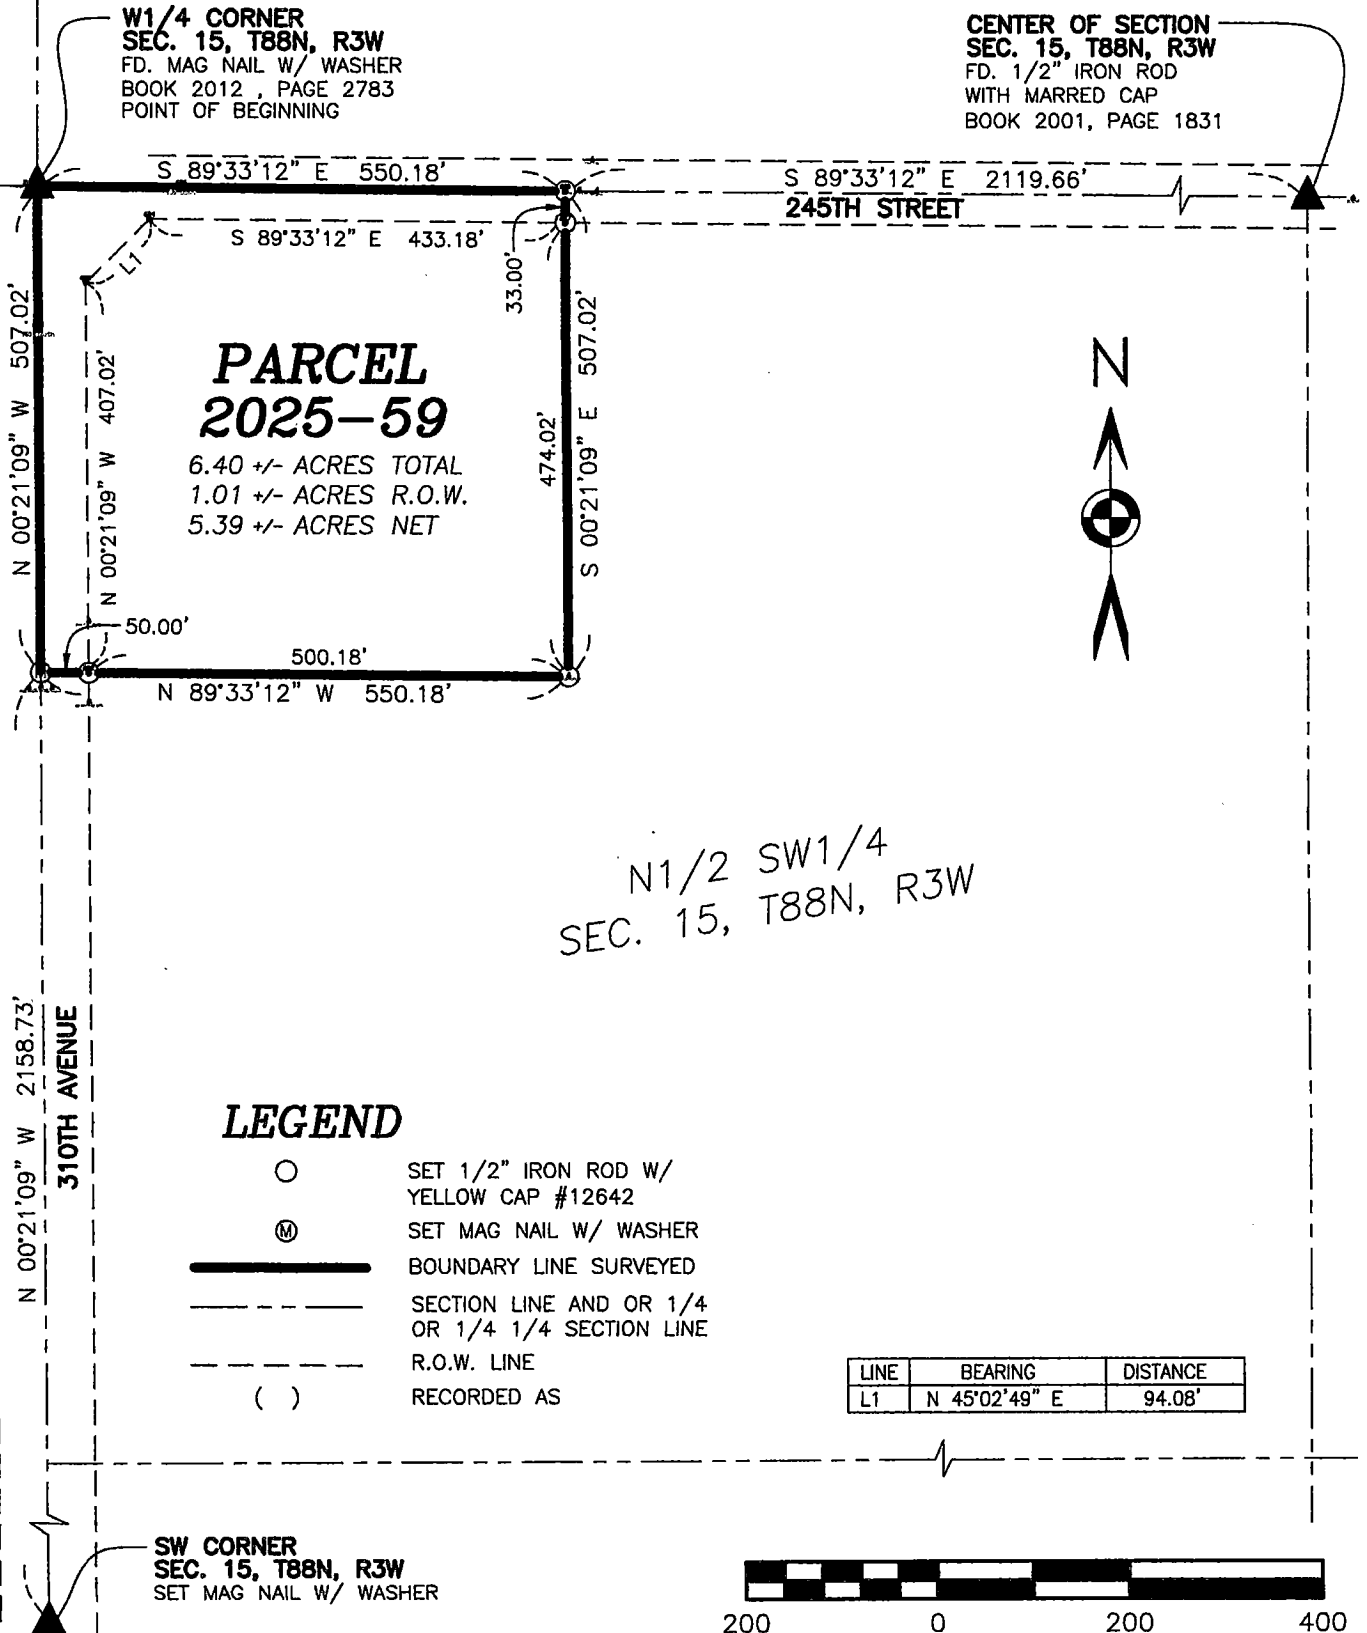 W1/4 CORNER
SEC. 15, T88N, R3W
FD. MAG NAIL W/ WASHER
BOOK 2012 , PAGE 2783
POINT OF BEGINNING
CENTER OF SECTION
SEC. 15, T88N, R3W
FD. 1/2" IRON ROD
WITH MARRED CAP
BOOK 2001, PAGE 1831
S 89°33'12" E 550.18'
S 89°33'12" E 2119.66'
245TH STREET
S 89°33'12" E 433.18'
L1
33.00'
N 00°21'09" W 507.02'
N 00°21'09" W 407.02'
474.02'
S 00°21'09" E 507.02'
PARCEL
2025-59
6.40 +/- ACRES TOTAL
1.01 +/- ACRES R.O.W.
5.39 +/- ACRES NET
N
50.00'
500.18'
N 89°33'12" W 550.18'
N1/2 SW1/4
SEC. 15, T88N, R3W
N 00°21'09" W 2158.73'
310TH AVENUE
LEGEND
SET 1/2" IRON ROD W/
YELLOW CAP #12642
M SET MAG NAIL W/ WASHER
BOUNDARY LINE SURVEYED
SECTION LINE AND OR 1/4
OR 1/4 1/4 SECTION LINE
R.O.W. LINE
( ) RECORDED AS
LINE BEARING DISTANCE
L1 N 45°02'49" E 94.08'
SW CORNER
SEC. 15, T88N, R3W
SET MAG NAIL W/ WASHER
200 0 200 400